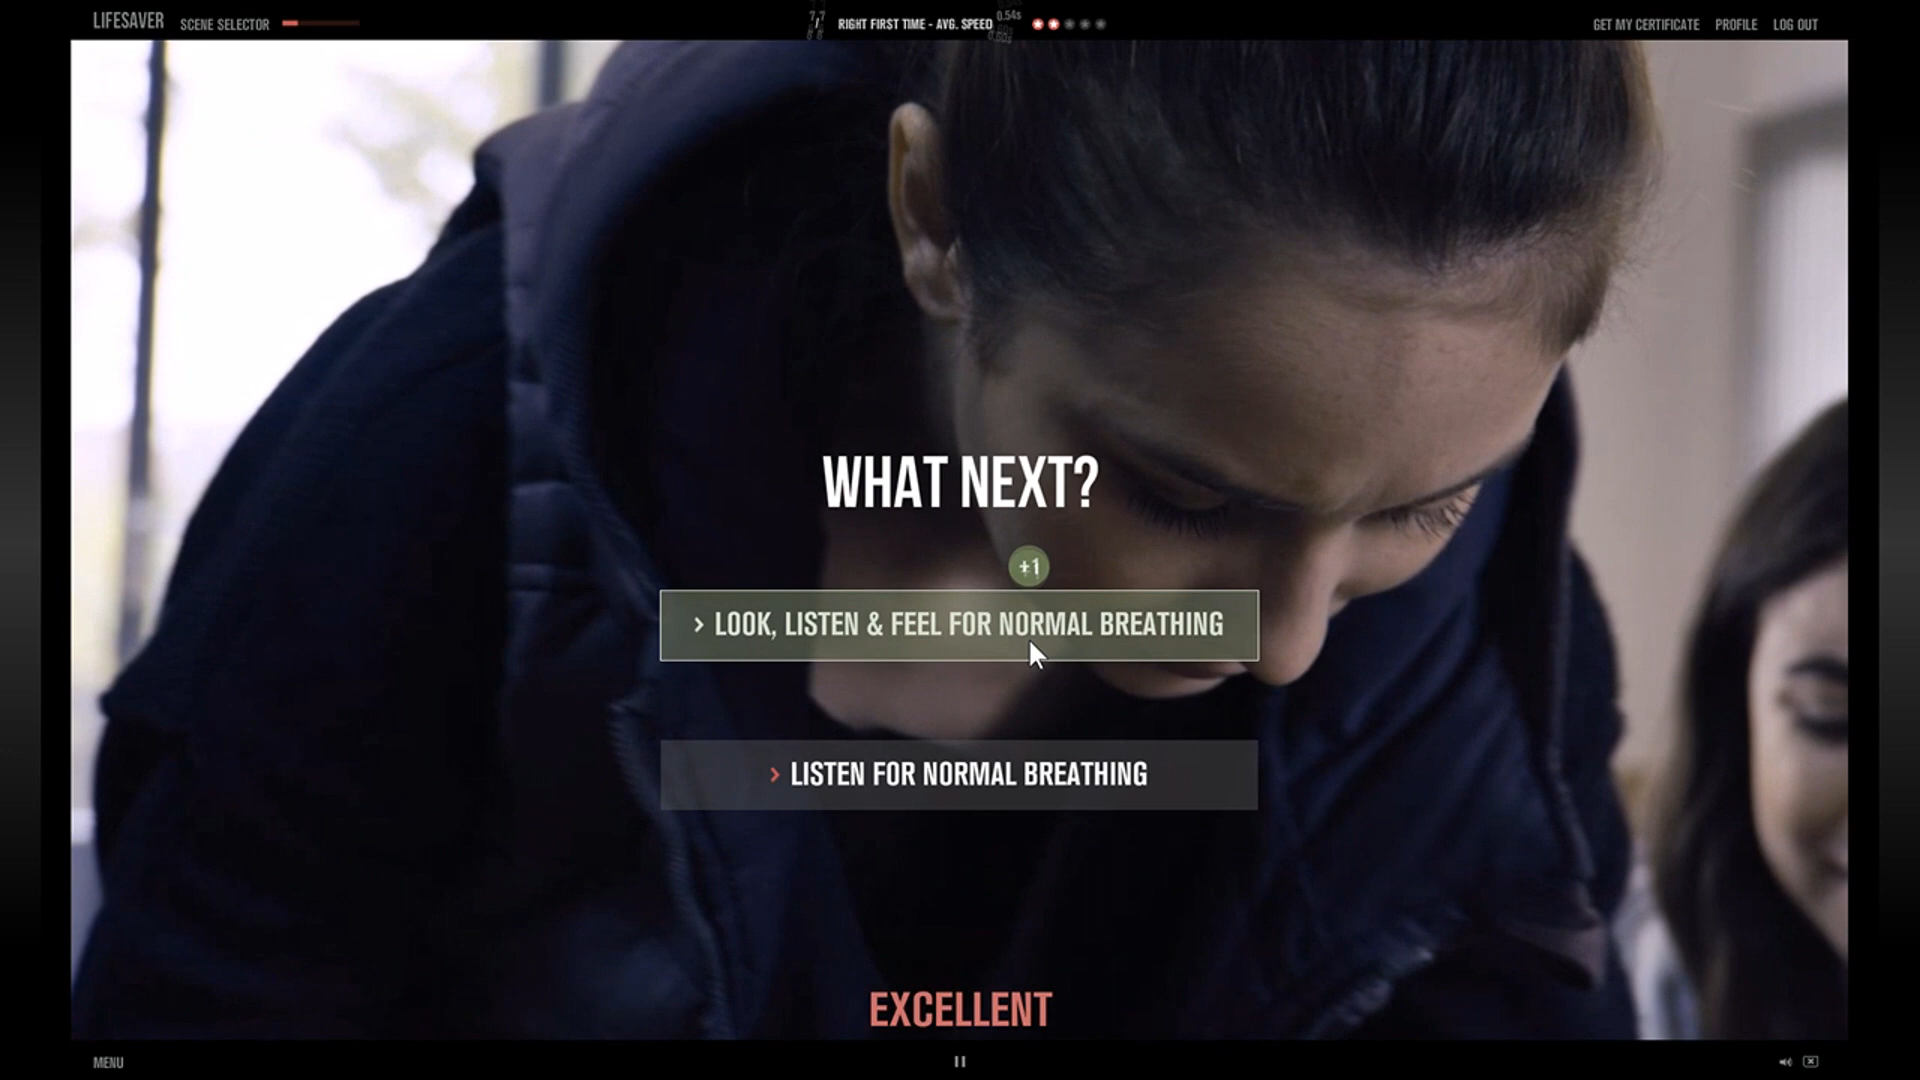 LIFESAVER
SCENE SELECTOR
RIGHT FIRST TIME - AVG. SPEED
0.54s
GET MY CERTIFICATE
PROFILE
LOG OUT
WHAT NEXT?
+1
> LOOK, LISTEN & FEEL FOR NORMAL BREATHING
> LISTEN FOR NORMAL BREATHING
EXCELLENT
MENU